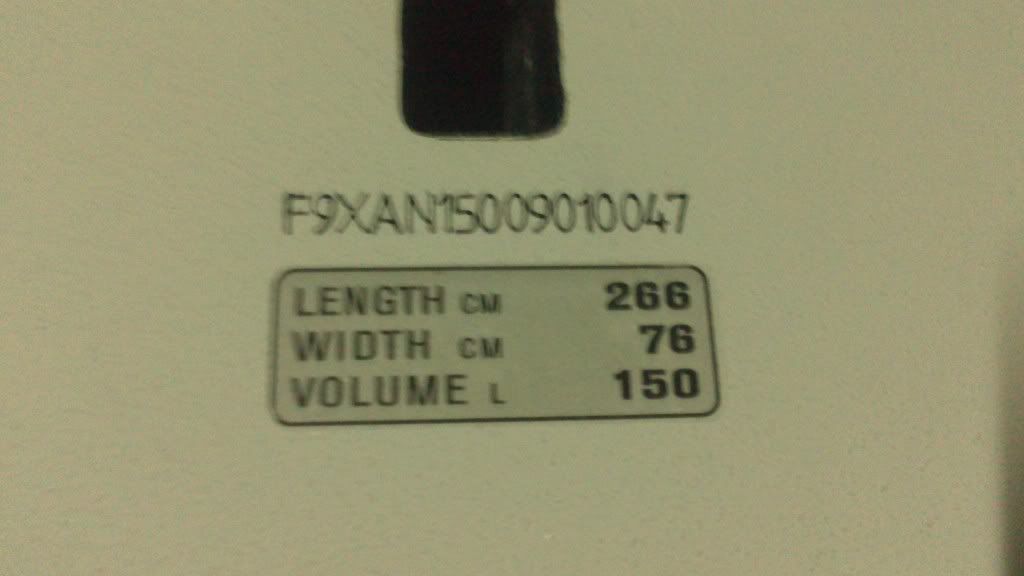 F9XAN15009010047
LENGTH CM 266
WIDTH CM 76
VOLUME L 150